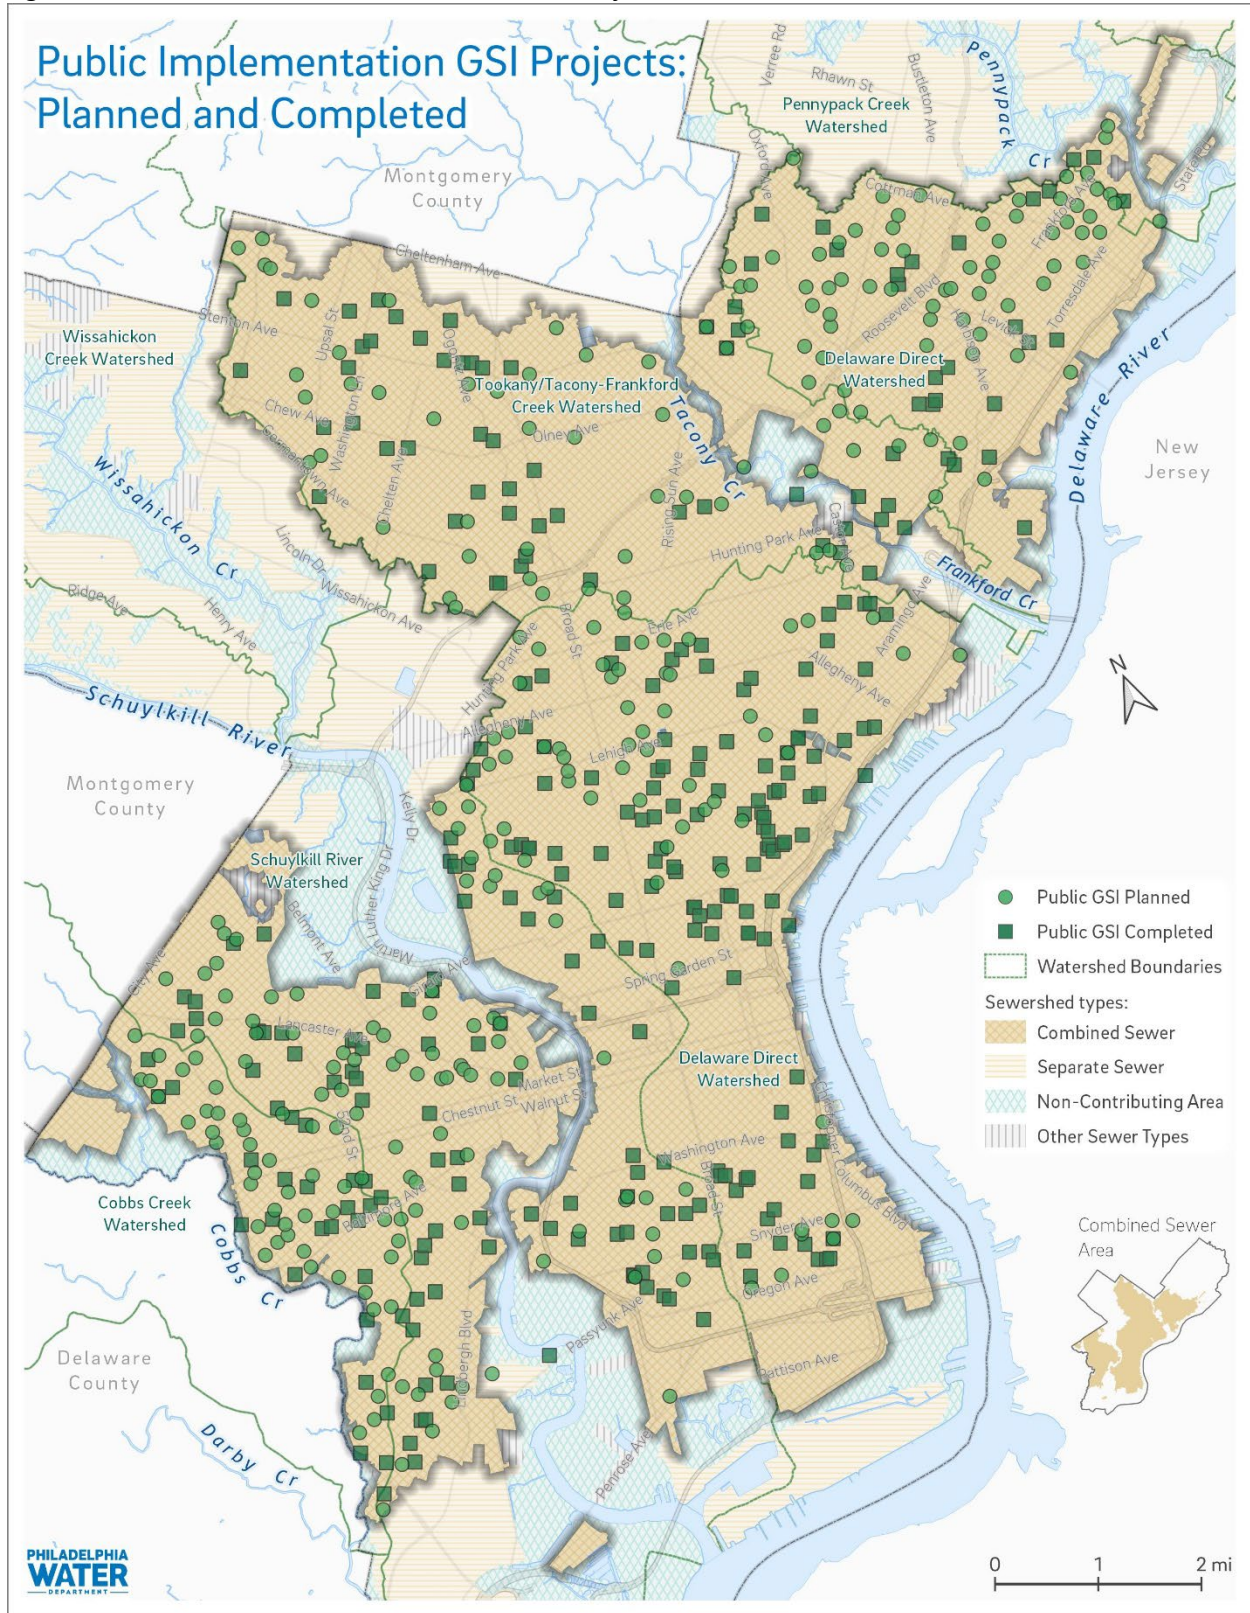 Public Implementation GSI Projects:
Planned and Completed
Verree Rd
Rhawn St
Bustleton Ave
Pennypack
Cr
Pennypack Creek
Watershed
Oxford Ave
Cottman Ave
State Rd
Frankford Ave
Torresdale Ave
Roosevelt Blvd
Harbison Ave
Levick St
Montgomery
County
Cheltenham Ave
Stenton Ave
Upsal St
Ogontz Ave
Wissahickon
Creek Watershed
Tookany/Tacony-Frankford
Creek Watershed
Delaware Direct
Watershed
Delaware River
New
Jersey
Chew Ave
Washington Ln
Germantown Ave
Chelten Ave
Olney Ave
Tacony Cr
Rising Sun Ave
Wissahickon Cr
Lincoln Dr
Wissahickon Ave
Ridge Ave
Henry Ave
Hunting Park Ave
Castor Ave
Frankford Cr
Aramingo Ave
Broad St
Erie Ave
Hunting Park Ave
Allegheny Ave
Allegheny Ave
Lehigh Ave
N
Schuylkill River
Montgomery
County
Kelly Dr
Martin Luther King Dr
Schuylkill River
Watershed
Belmont Ave
City Ave
Girard Ave
Spring Garden St
Lancaster Ave
Market St
Chestnut St
Walnut St
52nd St
Delaware Direct
Watershed
Washington Ave
Broad St
Christopher Columbus Blvd
Snyder Ave
Oregon Ave
Passyunk Ave
Pattison Ave
Penrose Ave
Baltimore Ave
Lindbergh Blvd
Cobbs Creek
Watershed
Cobbs Cr
Delaware
County
Darby Cr
Public GSI Planned
Public GSI Completed
Watershed Boundaries
Sewershed types:
Combined Sewer
Separate Sewer
Non-Contributing Area
Other Sewer Types
Combined Sewer
Area
PHILADELPHIA
WATER
DEPARTMENT
0 1 2 mi